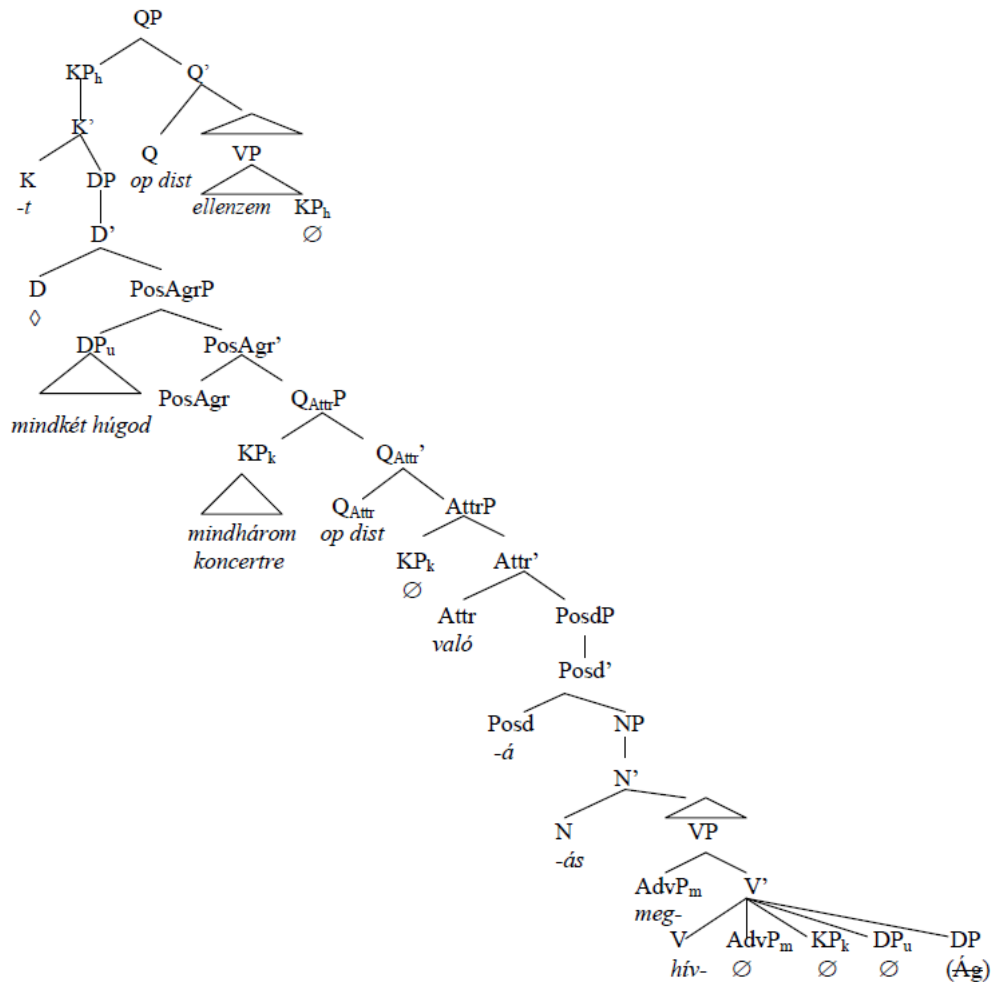 QP
KPh Q’
K’
K DP Q VP
-t op dist ellenzem KPh
∅
D’
D PosAgrP
◊
DPu PosAgr’
mindkét húgod PosAgr QAttrP
KPk QAttr’
mindhárom QAttr AttrP
koncertre op dist
KPk Attr’
∅
Attr PosdP
való
Posd’
Posd NP
-á
N’
N VP
-ás
AdvPm V’
meg-
V AdvPm KPk DPu DP
hív- ∅ ∅ ∅ (Ág)